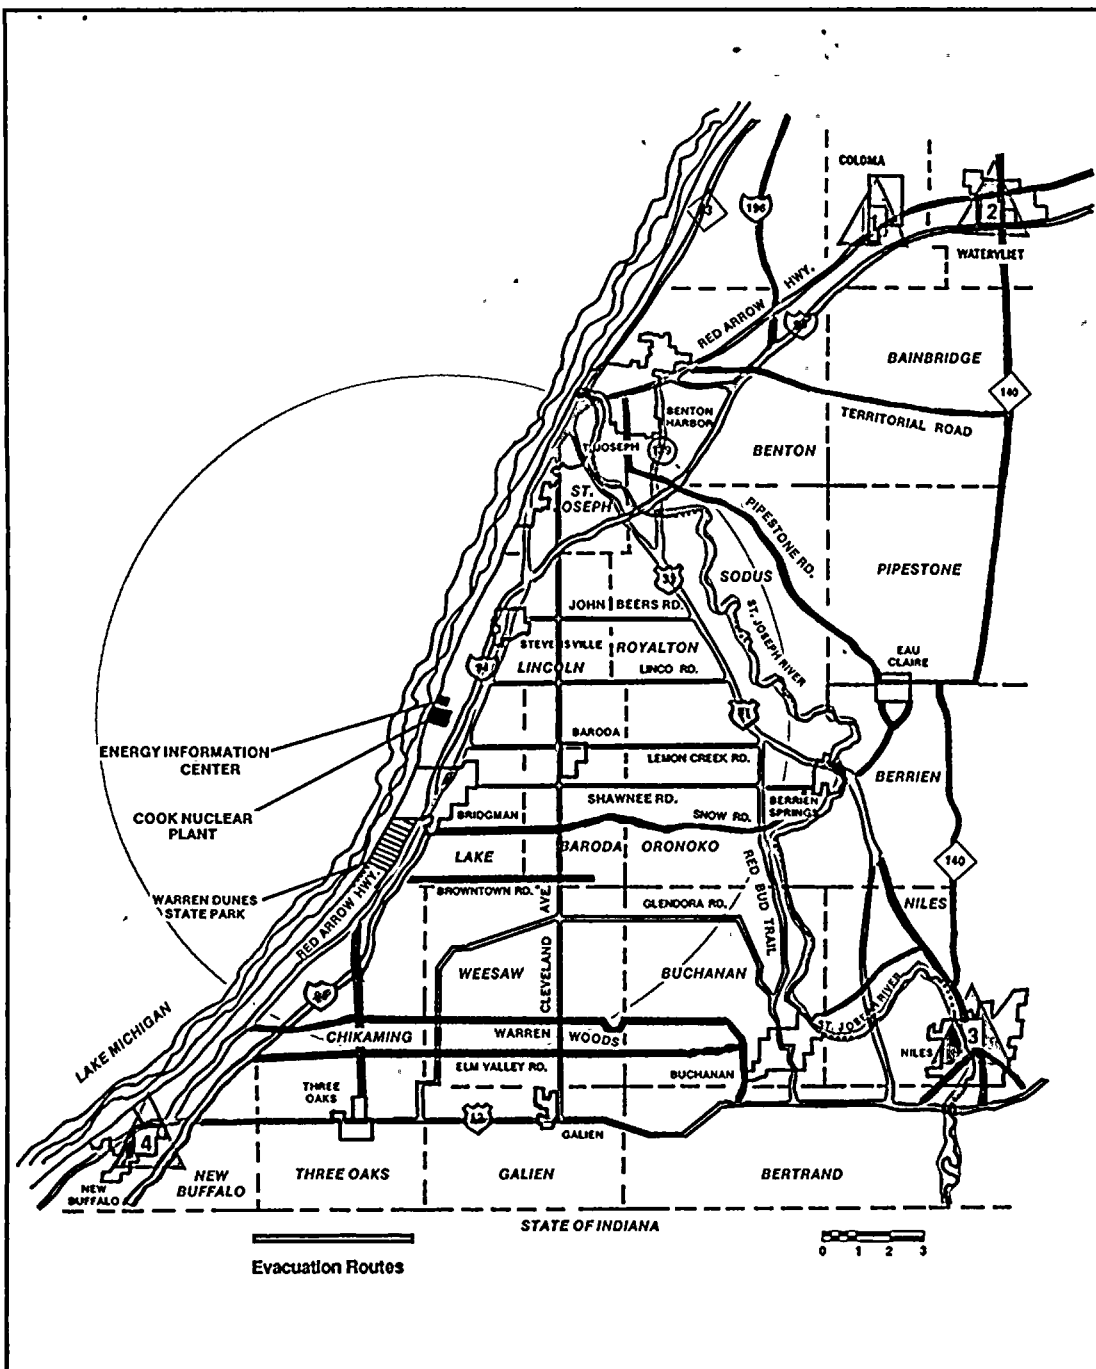 COLOMA
196
2
WATERVLIET
RED ARROW HWY.
BAINBRIDGE
140
BENTON
HARBOR
TERRITORIAL ROAD
BENTON
ST.
JOSEPH
PIPESTONE RD.
SODUS
PIPESTONE
33
JOHN BEERS RD.
ST. JOSEPH RIVER
STEVENSVILLE
ROYALTON
EAU
CLAIRE
94
LINCOLN
LINCO RD.
ENERGY INFORMATION
CENTER
BARODA
LEMON CREEK RD.
BERRIEN
COOK NUCLEAR
PLANT
SHAWNEE RD.
BERRIEN
SPRINGS
BRIDGMAN
SNOW RD.
LAKE
BARODA
ORONOKO
140
WARREN DUNES
STATE PARK
RED ARROW HWY.
BROWNTOWN RD.
CLEVELAND AVE
GLENDORA RD.
RED BUD TRAIL
NILES
WEESAW
BUCHANAN
LAKE MICHIGAN
CHIKAMING
WARREN WOODS
ST. JOSEPH RIVER
3
NILES
ELM VALLEY RD.
BUCHANAN
THREE
OAKS
12
GALIEN
4
NEW
BUFFALO
NEW
BUFFALO
THREE OAKS
GALIEN
BERTRAND
STATE OF INDIANA
0 1 2 3
Evacuation Routes